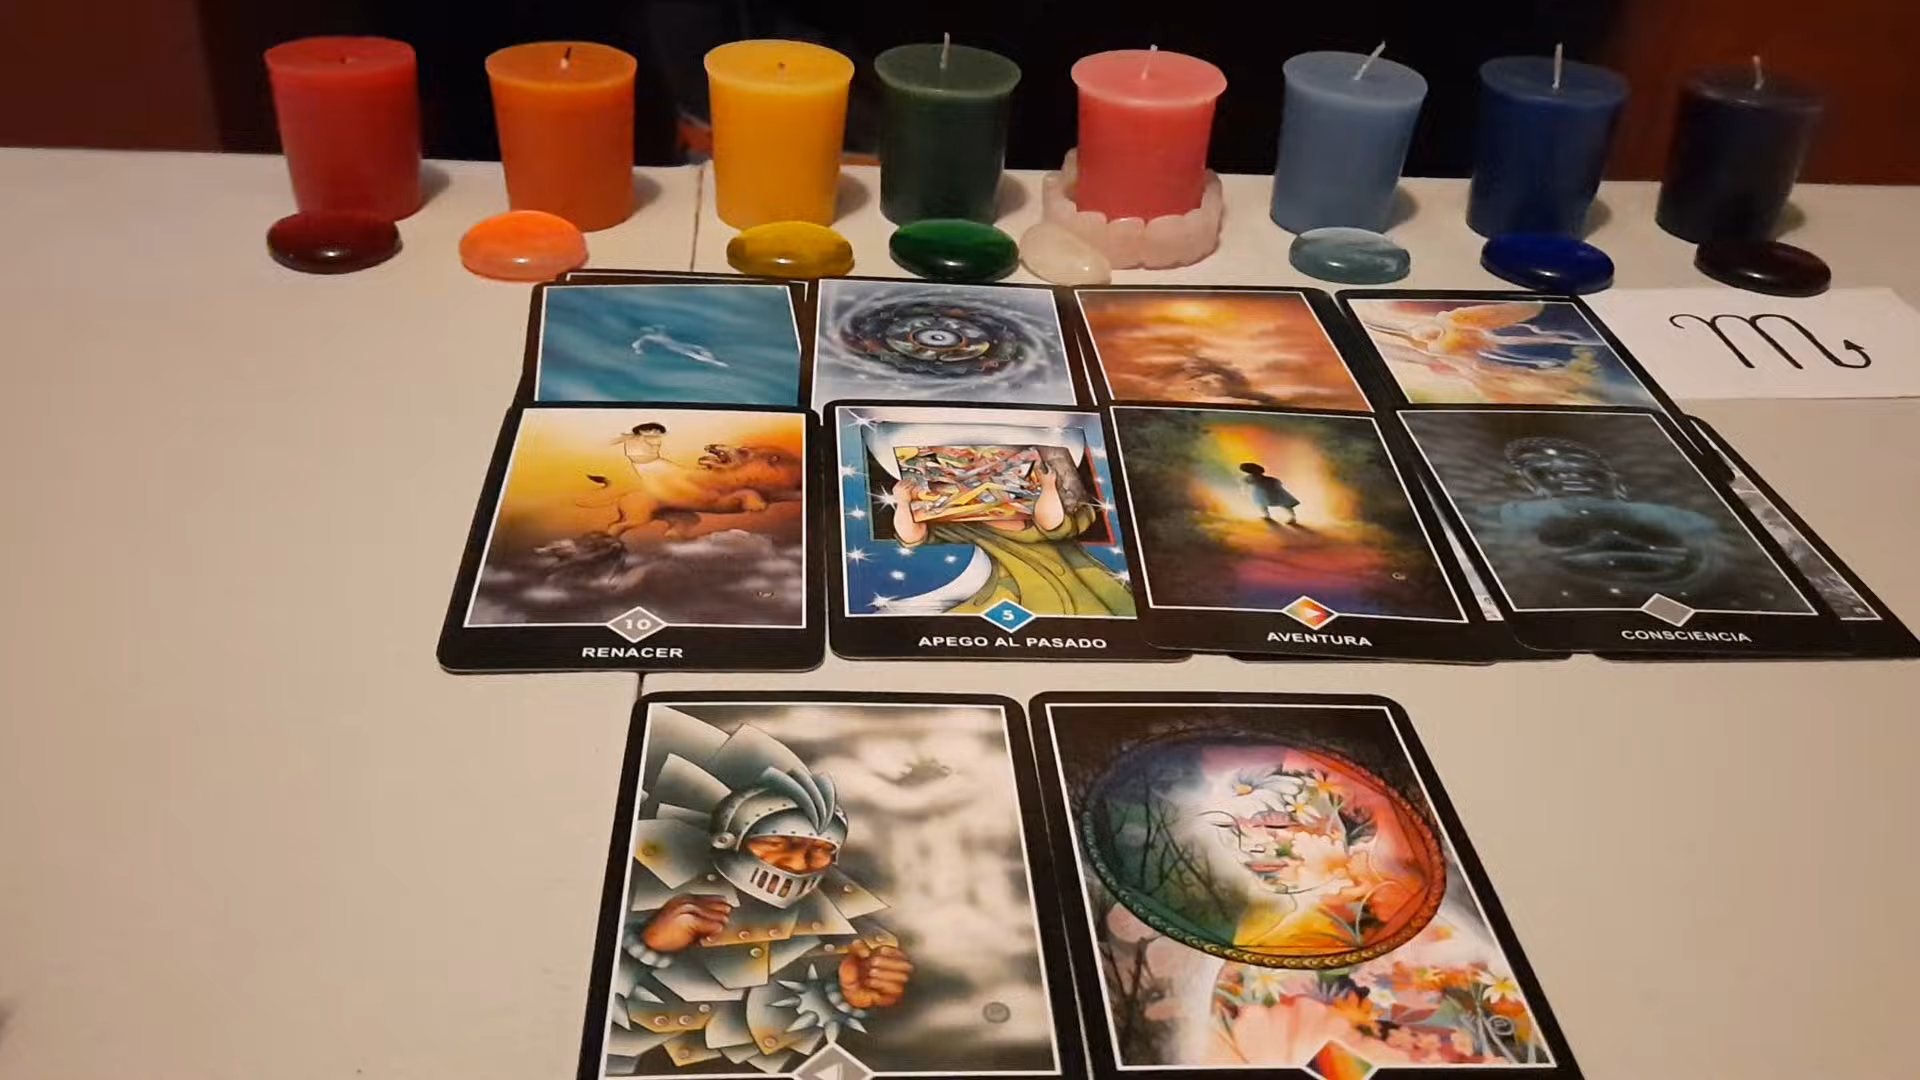 10
RENACER
5
APEGO AL PASADO
AVENTURA
CONSCIENCIA